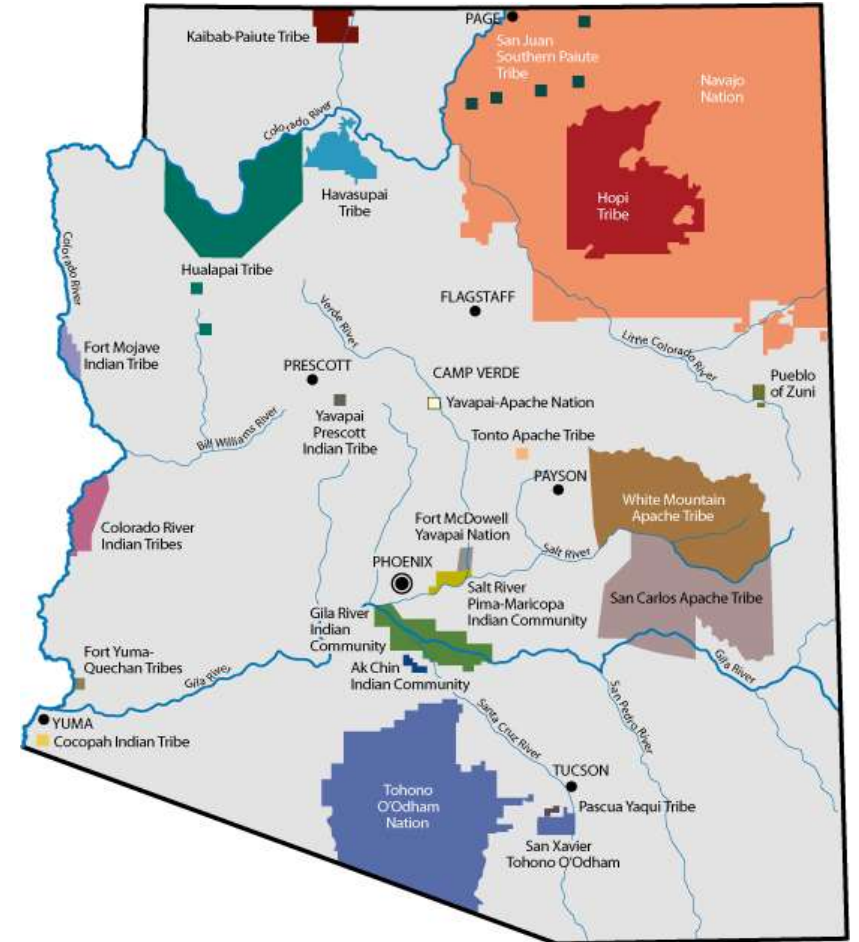 PAGE
Kaibab-Paiute Tribe
San Juan
Southern Paiute
Tribe
Navajo
Nation
Colorado River
Havasupai
Tribe
Hopi
Tribe
Colorado River
Hualapai Tribe
FLAGSTAFF
Verde River
Little Colorado River
Fort Mojave
Indian Tribe
PRESCOTT
CAMP VERDE
Pueblo
of Zuni
Yavapai-Apache Nation
Yavapai
Prescott
Indian Tribe
Bill Williams River
Tonto Apache Tribe
PAYSON
White Mountain
Apache Tribe
Colorado River
Indian Tribes
Fort McDowell
Yavapai Nation
Salt River
PHOENIX
Salt River
Pima-Maricopa
Indian Community
San Carlos Apache Tribe
Gila River
Indian
Community
Fort Yuma-
Quechan Tribes
Ak Chin
Indian Community
Gila River
Gila Rive
San Pedro River
Santa Cruz River
YUMA
Cocopah Indian Tribe
TUCSON
Tohono
O'Odham
Nation
Pascua Yaqui Tribe
San Xavier
Tohono O'Odham